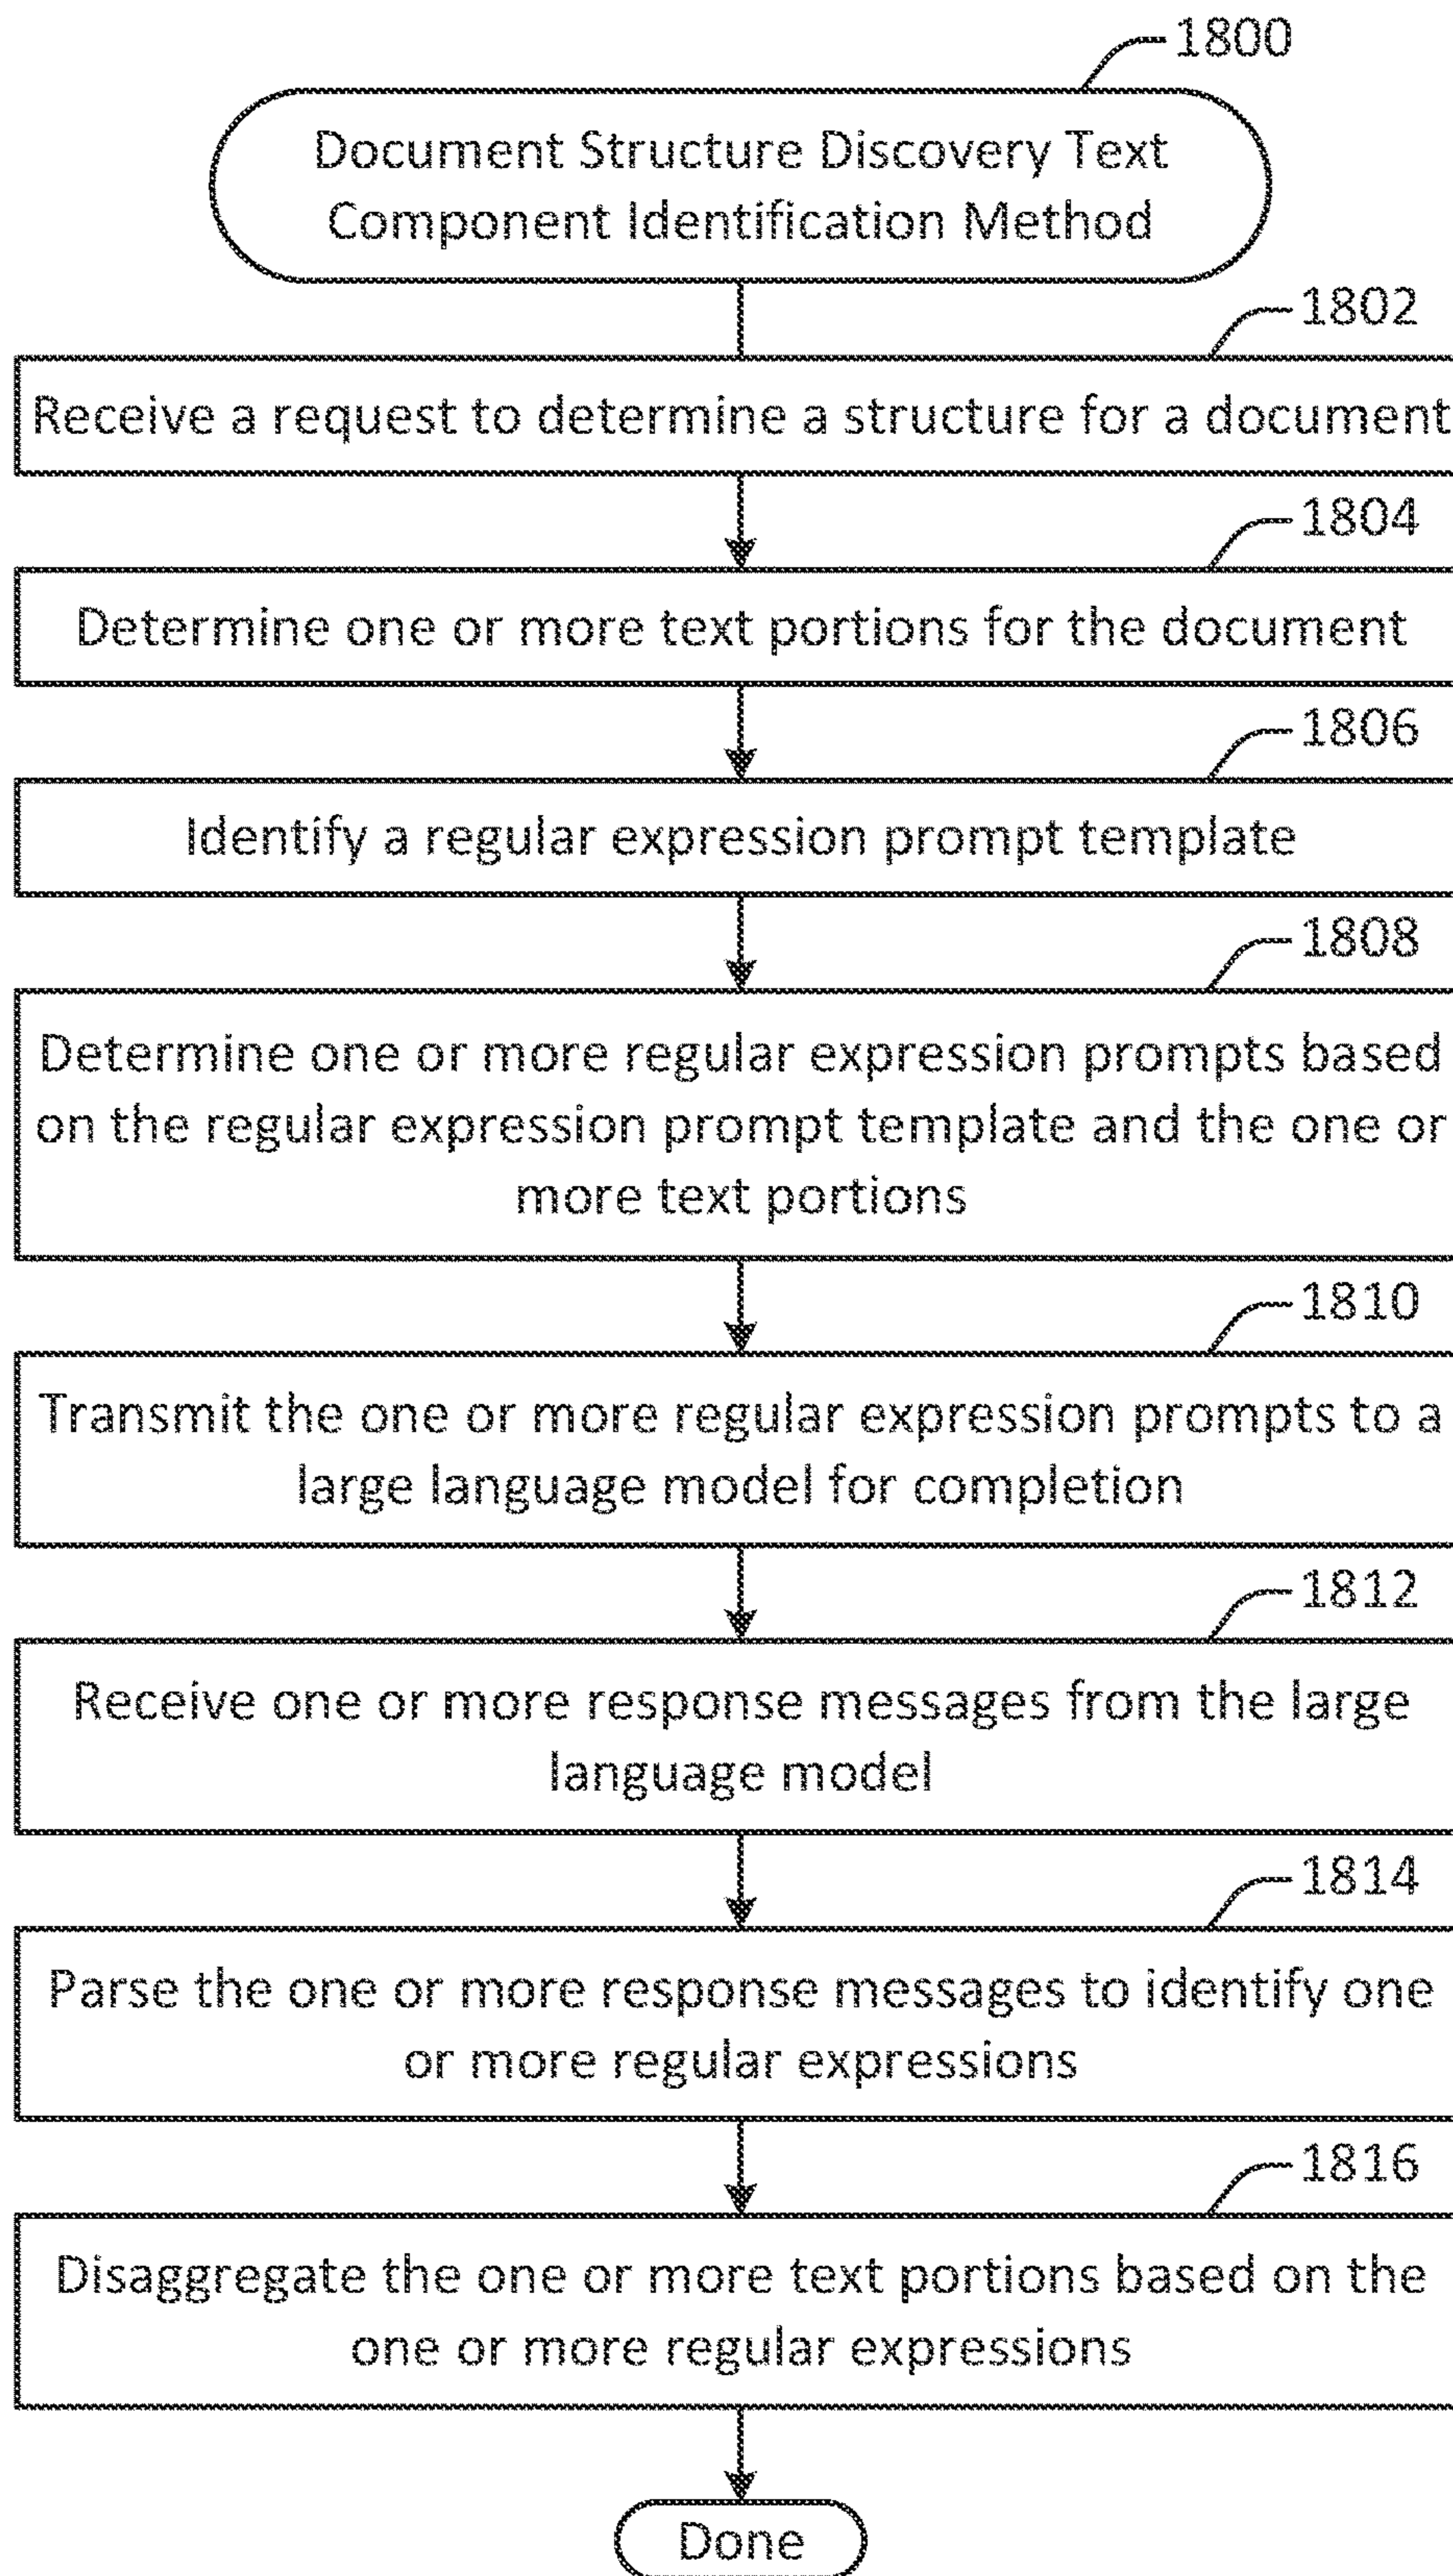 1800
Document Structure Discovery Text
Component Identification Method
1802
Receive a request to determine a structure for a document
1804
Determine one or more text portions for the document
1806
Identify a regular expression prompt template
1808
Determine one or more regular expression prompts based
on the regular expression prompt template and the one or
more text portions
1810
Transmit the one or more regular expression prompts to a
large language model for completion
1812
Receive one or more response messages from the large
language model
1814
Parse the one or more response messages to identify one
or more regular expressions
1816
Disaggregate the one or more text portions based on the
one or more regular expressions
Done